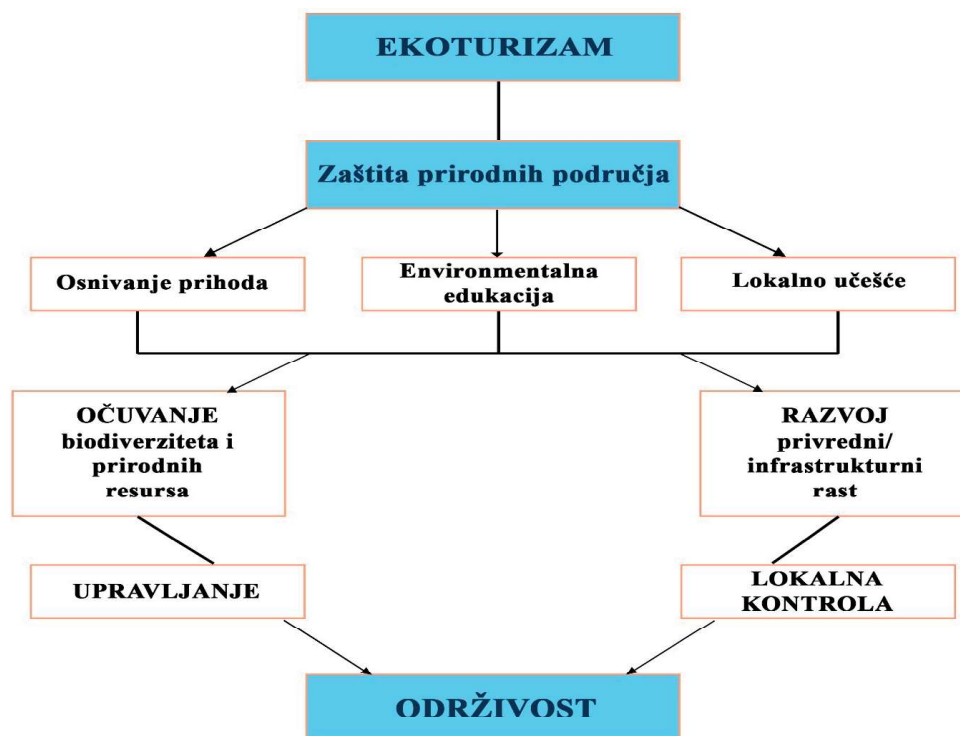 EKOTURIZAM
Zaštita prirodnih područja
Osnivanje prihoda
Environmentalna
edukacija
Lokalno učešće
OČUVANJE
biodiverziteta i
prirodnih
resursa
RAZVOJ
privredni/
infrastrukturni
rast
UPRAVLJANJE
LOKALNA
KONTROLA
ODRŽIVOST